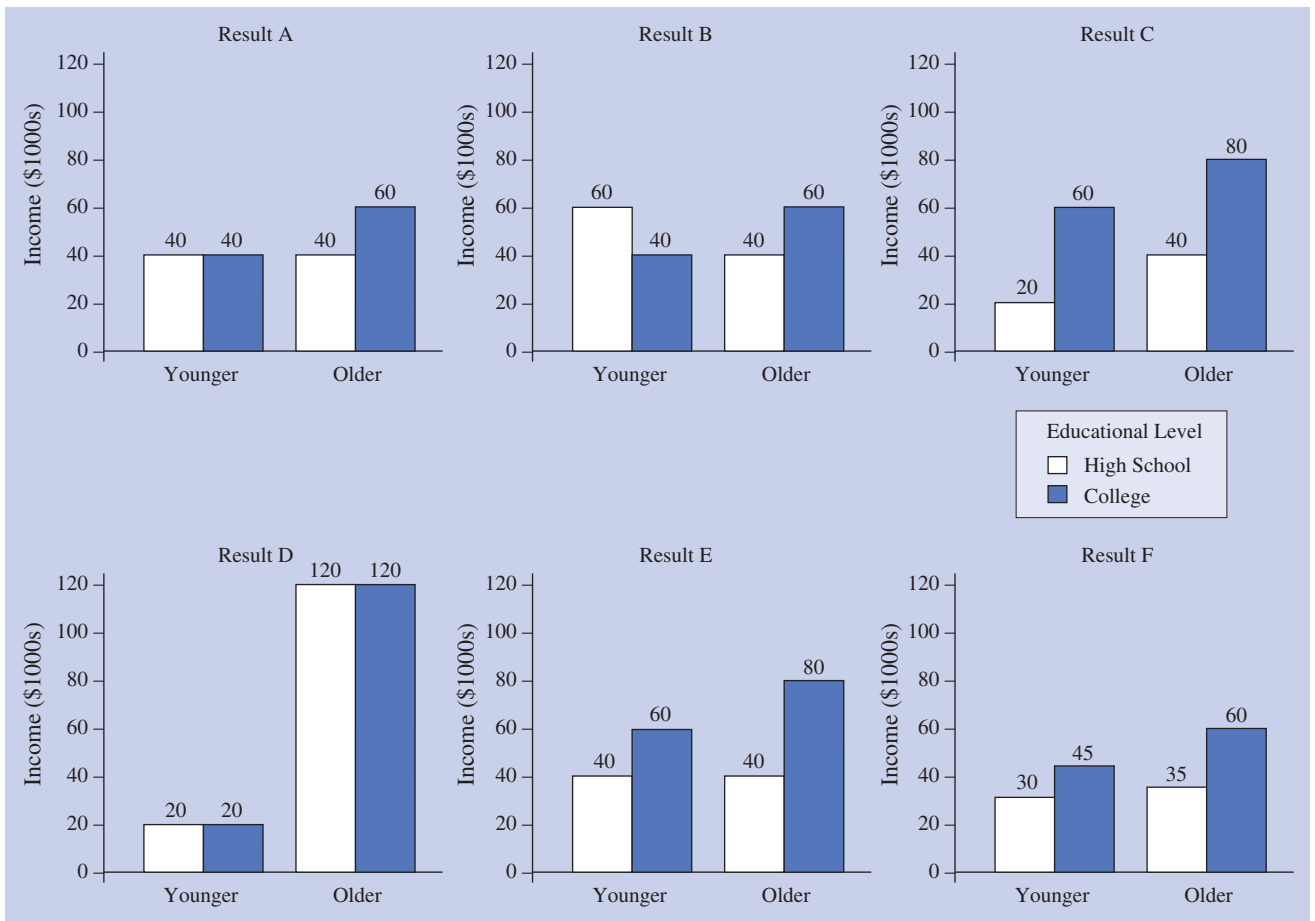 Result A
120
100
80
60
40
20
0
Income ($1000s)
40 40 40 60
Younger Older
Result B
120
100
80
60
40
20
0
Income ($1000s)
60 40 40 60
Younger Older
Result C
120
100
80
60
40
20
0
Income ($1000s)
20 60 40 80
Younger Older
Educational Level
High School
College
Result D
120
100
80
60
40
20
0
Income ($1000s)
20 20 120 120
Younger Older
Result E
120
100
80
60
40
20
0
Income ($1000s)
40 60 40 80
Younger Older
Result F
120
100
80
60
40
20
0
Income ($1000s)
30 45 35 60
Younger Older